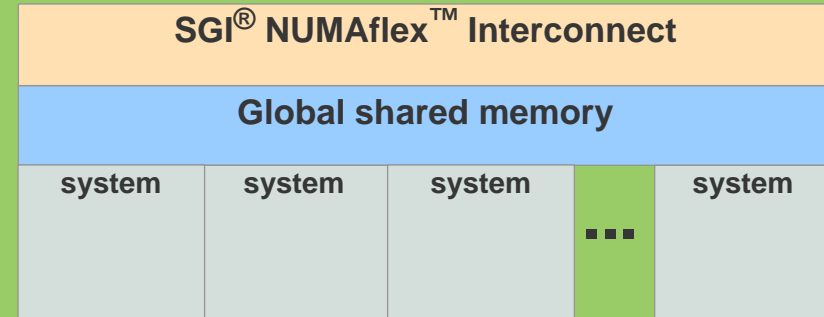 SGI® NUMAflex™ Interconnect
Global shared memory
system system system ... system